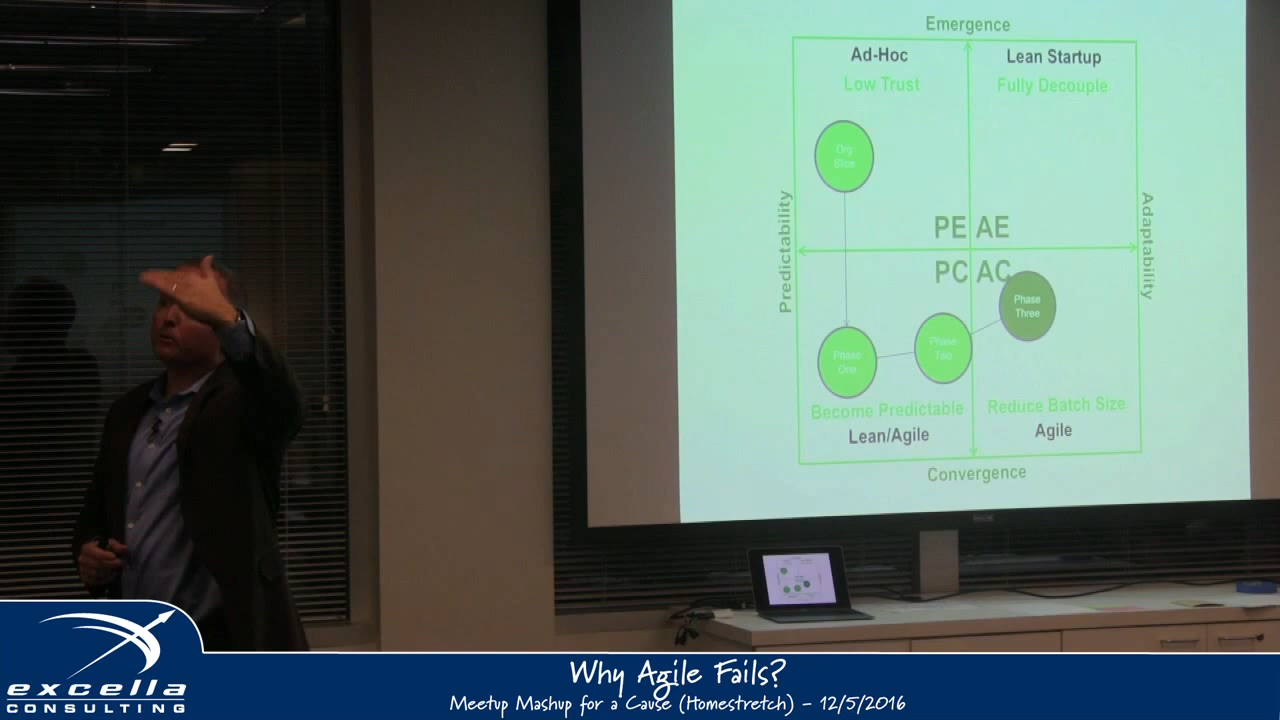 Emergence
Ad-Hoc
Lean Startup
Low Trust
Fully Decouple
Org
Slice
Predictability
Adaptability
PE AE
PC AC
Phase
Three
Phase
Two
Phase
One
Become Predictable
Reduce Batch Size
Lean/Agile
Agile
Convergence
excella
CONSULTING
Why Agile Fails?
Meetup Mashup for a Cause (Homestretch) - 12/5/2016